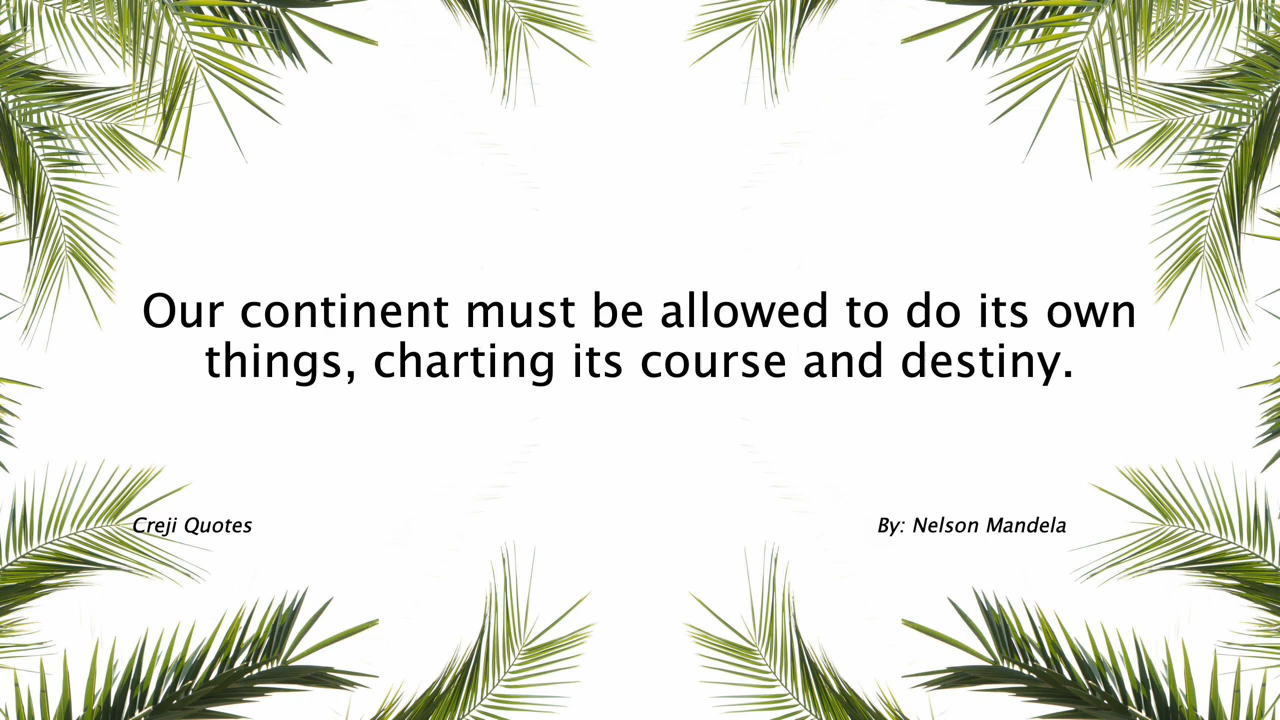 Our continent must be allowed to do its own
things, charting its course and destiny.
Creji Quotes
By: Nelson Mandela